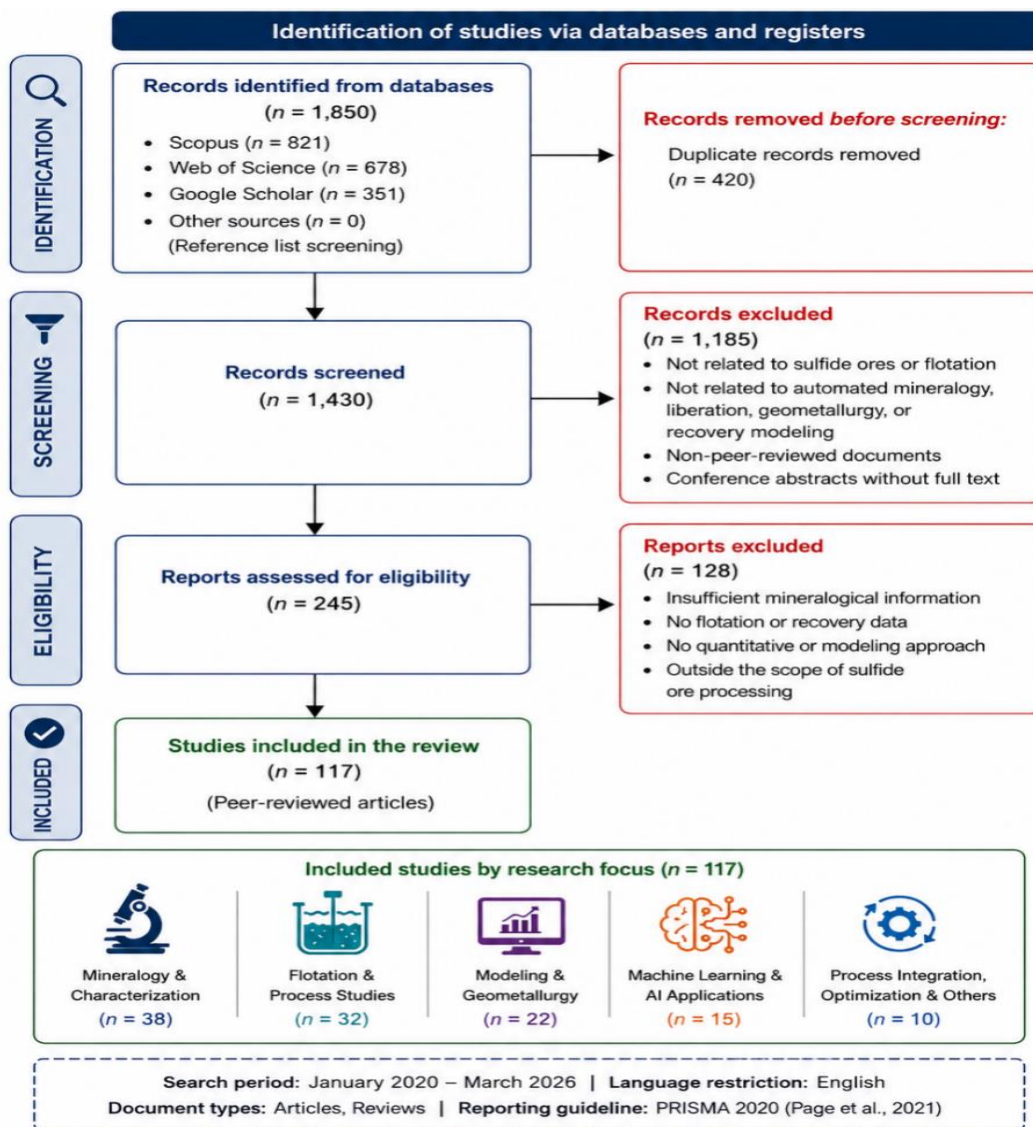 Identification of studies via databases and registers
IDENTIFICATION
Records identified from databases
(n = 1,850)
• Scopus (n = 821)
• Web of Science (n = 678)
• Google Scholar (n = 351)
• Other sources (n = 0)
(Reference list screening)
Records removed before screening:
Duplicate records removed
(n = 420)
SCREENING
Records screened
(n = 1,430)
Records excluded
(n = 1,185)
• Not related to sulfide ores or flotation
• Not related to automated mineralogy,
liberation, geometallurgy, or
recovery modeling
• Non-peer-reviewed documents
• Conference abstracts without full text
ELIGIBILITY
Reports assessed for eligibility
(n = 245)
Reports excluded
(n = 128)
• Insufficient mineralogical information
• No flotation or recovery data
• No quantitative or modeling approach
• Outside the scope of sulfide
ore processing
INCLUDED
Studies included in the review
(n = 117)
(Peer-reviewed articles)
Included studies by research focus (n = 117)
Mineralogy &
Characterization
(n = 38)
Flotation &
Process Studies
(n = 32)
Modeling &
Geometallurgy
(n = 22)
Machine Learning &
AI Applications
(n = 15)
Process Integration,
Optimization & Others
(n = 10)
Search period: January 2020 – March 2026 | Language restriction: English
Document types: Articles, Reviews | Reporting guideline: PRISMA 2020 (Page et al., 2021)